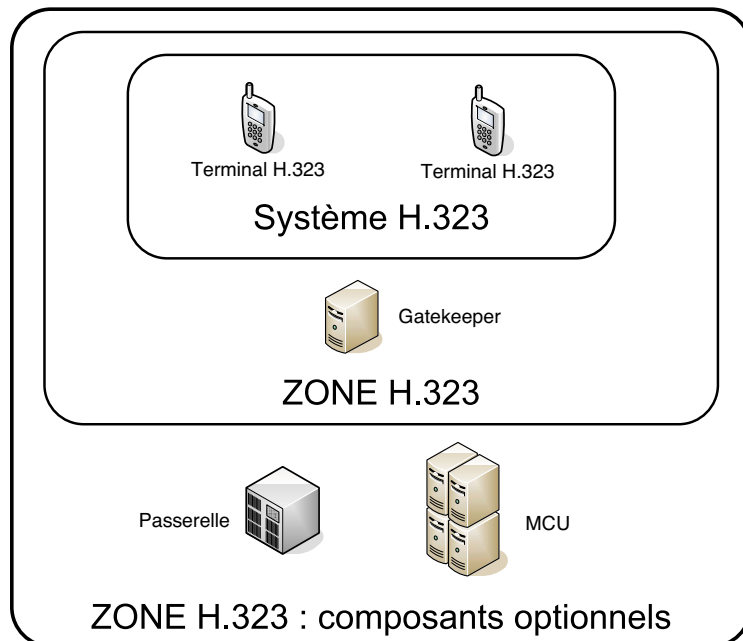 Terminal H.323
Terminal H.323
Système H.323
Gatekeeper
ZONE H.323
Passerelle
MCU
ZONE H.323 : composants optionnels